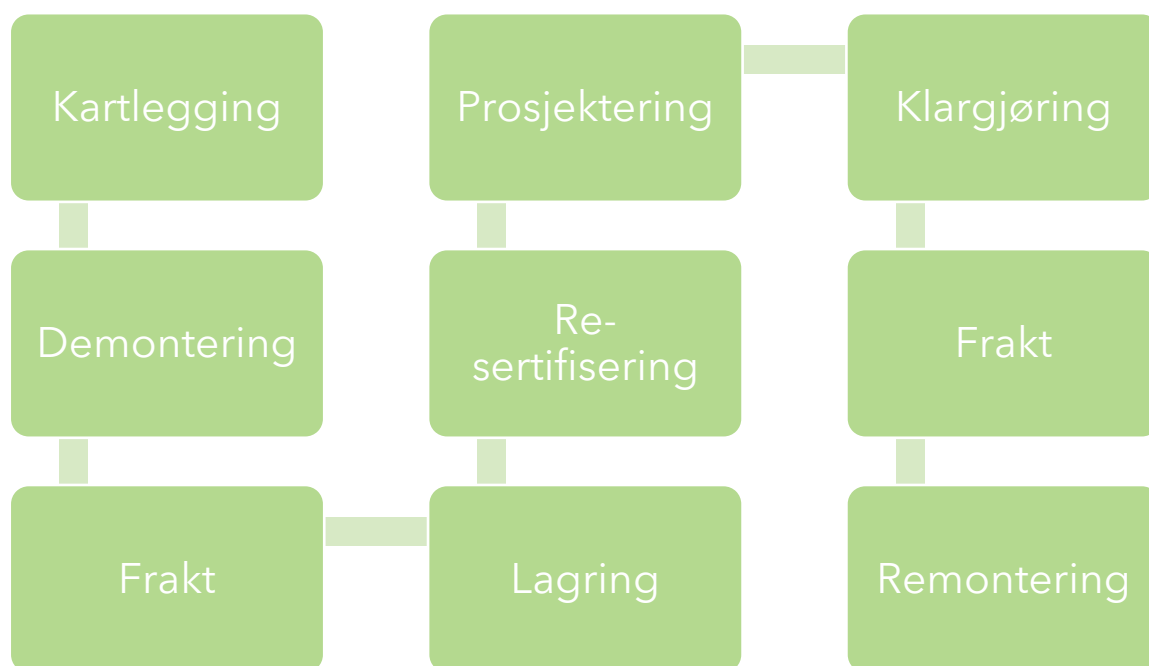 Kartlegging
Demontering
Frakt
Lagring
Re-
sertifisering
Prosjektering
Klargjøring
Frakt
Remontering